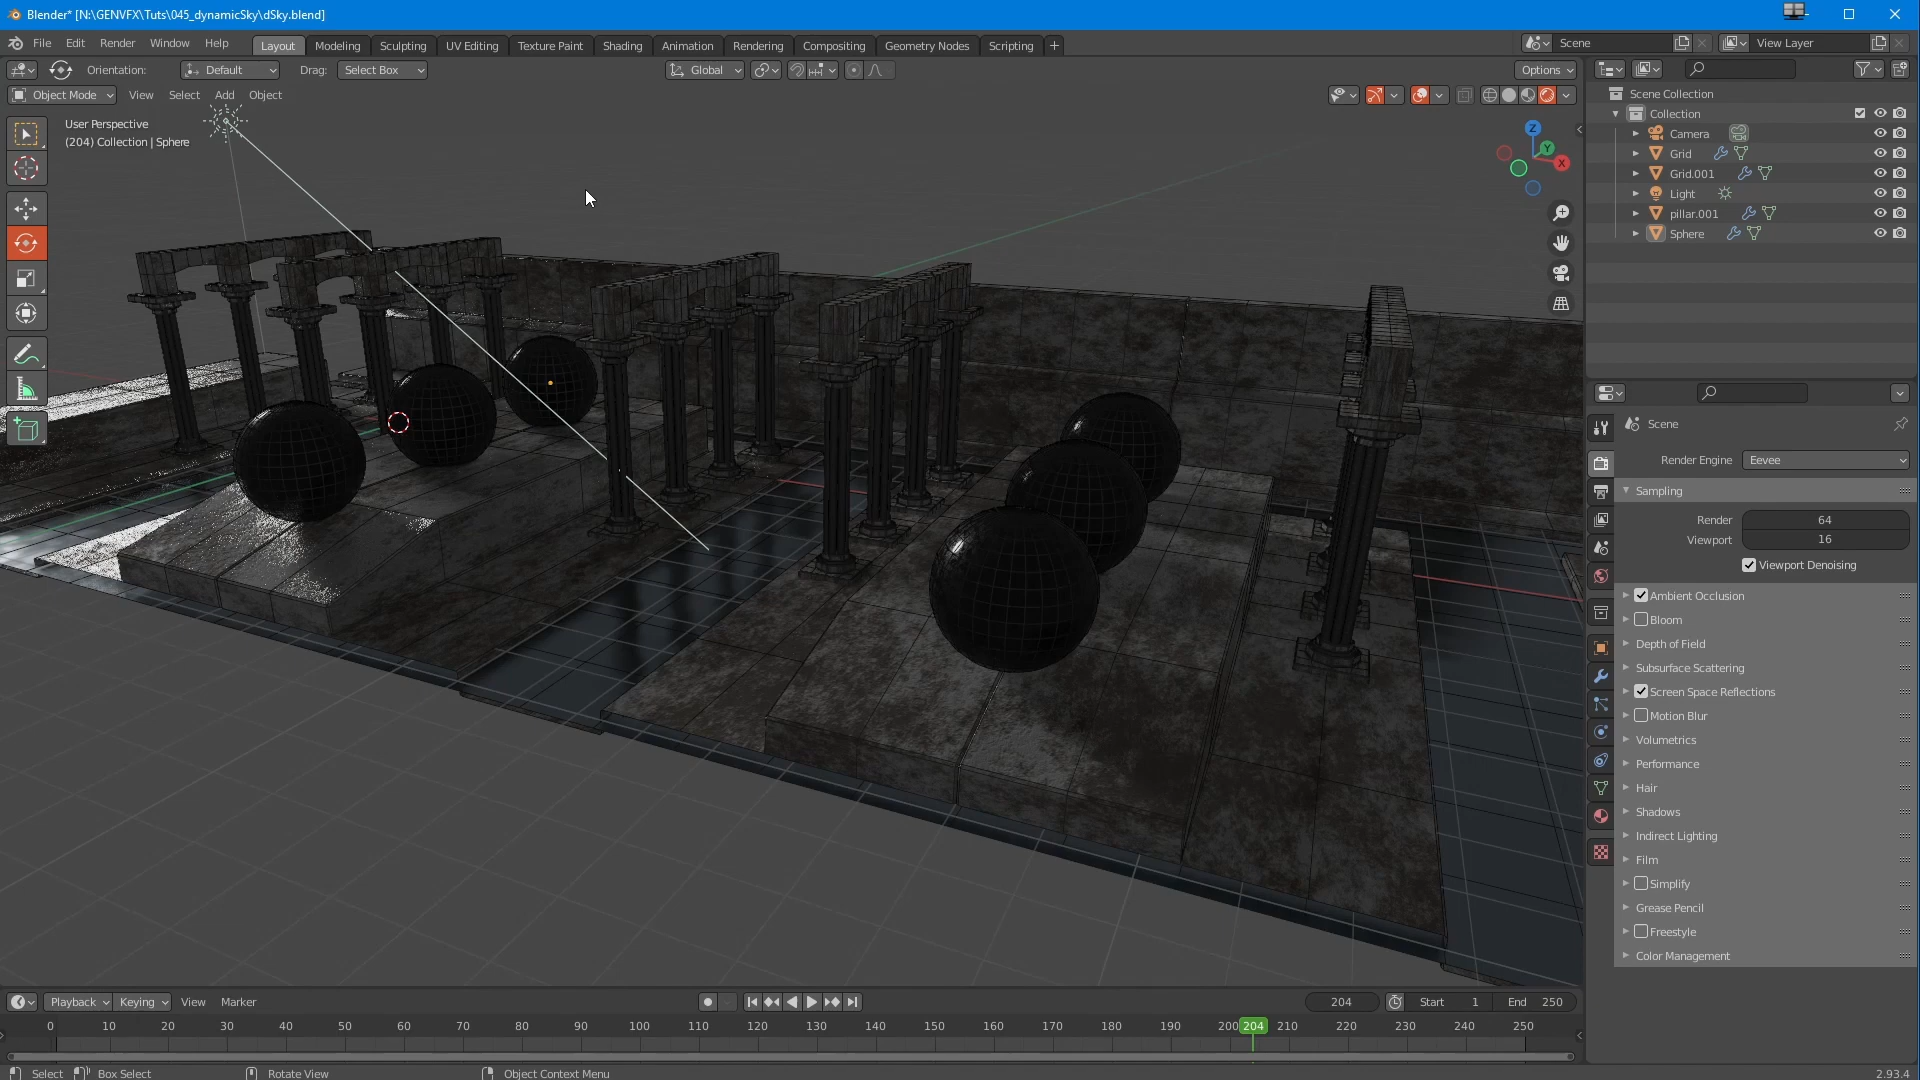 Blender* [N:\GENVFX\Tuts\045_dynamicSky\dSky.blend]
File Edit Render Window Help Layout Modeling Sculpting UV Editing Texture Paint Shading Animation Rendering Compositing Geometry Nodes Scripting + Scene View Layer
Orientation: Default Drag: Select Box Global Options
Object Mode View Select Add Object
User Perspective
(204) Collection | Sphere
Z
Y
X
Scene Collection
Collection
Camera
Grid
Grid.001
Light
pillar.001
Sphere
Scene
Render Engine Eevee
Sampling
Render 64
Viewport 16
Viewport Denoising
Ambient Occlusion
Bloom
Depth of Field
Subsurface Scattering
Screen Space Reflections
Motion Blur
Volumetrics
Performance
Hair
Shadows
Indirect Lighting
Film
Simplify
Grease Pencil
Freestyle
Color Management
Playback Keying View Marker 204 Start 1 End 250
0 10 20 30 40 50 60 70 80 90 100 110 120 130 140 150 160 170 180 190 200 204 210 220 230 240 250
Select Box Select Rotate View Object Context Menu 2.93.4